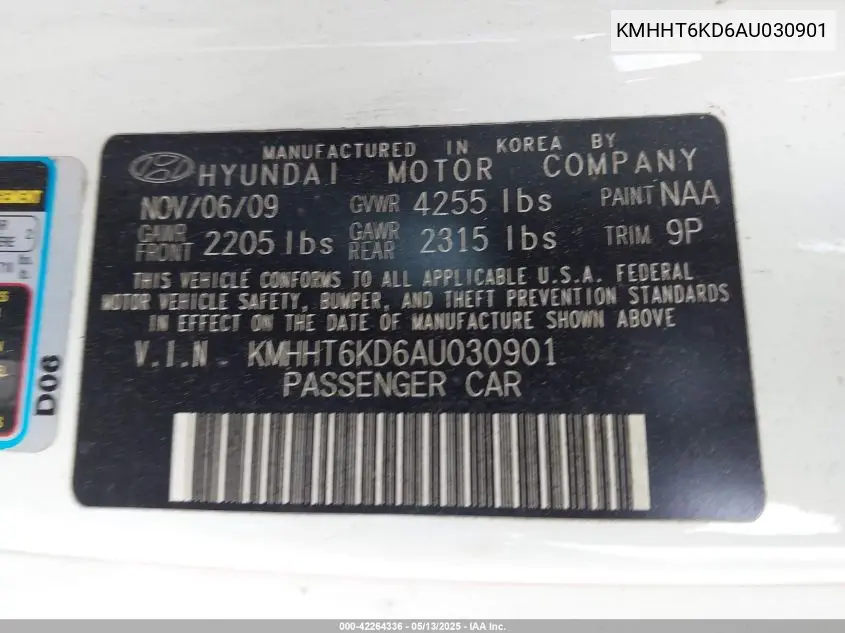 KMHHT6KD6AU030901
MANUFACTURED IN KOREA BY
HYUNDAI MOTOR COMPANY
NOV/06/09 GVWR 4255 lbs PAINT NAA
GAWR FRONT 2205 lbs GAWR REAR 2315 lbs TRIM 9P
THIS VEHICLE CONFORMS TO ALL APPLICABLE U.S.A. FEDERAL
MOTOR VEHICLE SAFETY, BUMPER, AND THEFT PREVENTION STANDARDS
IN EFFECT ON THE DATE OF MANUFACTURE SHOWN ABOVE
V.I.N KMHHT6KD6AU030901
PASSENGER CAR
D06
000-42264336 - 05/13/2025 - IAA Inc.